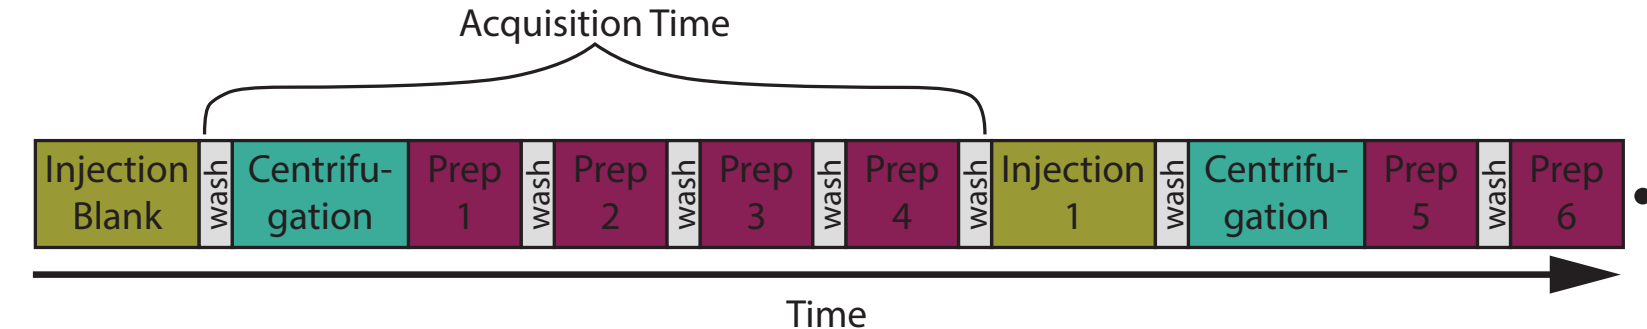 Acquisition Time
Injection
Blank
wash
Centrifu-
gation
Prep
1
wash
Prep
2
wash
Prep
3
wash
Prep
4
wash
Injection
1
wash
Centrifu-
gation
Prep
5
wash
Prep
6
Time